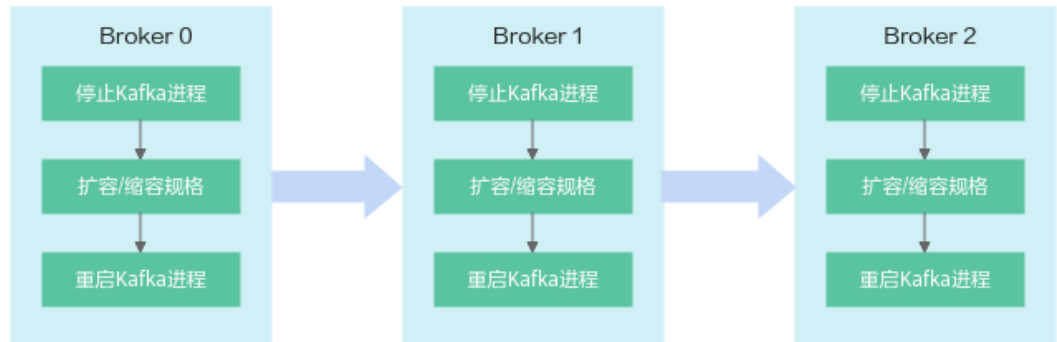 Broker 0
停止Kafka进程
扩容/缩容规格
重启Kafka进程
Broker 1
停止Kafka进程
扩容/缩容规格
重启Kafka进程
Broker 2
停止Kafka进程
扩容/缩容规格
重启Kafka进程